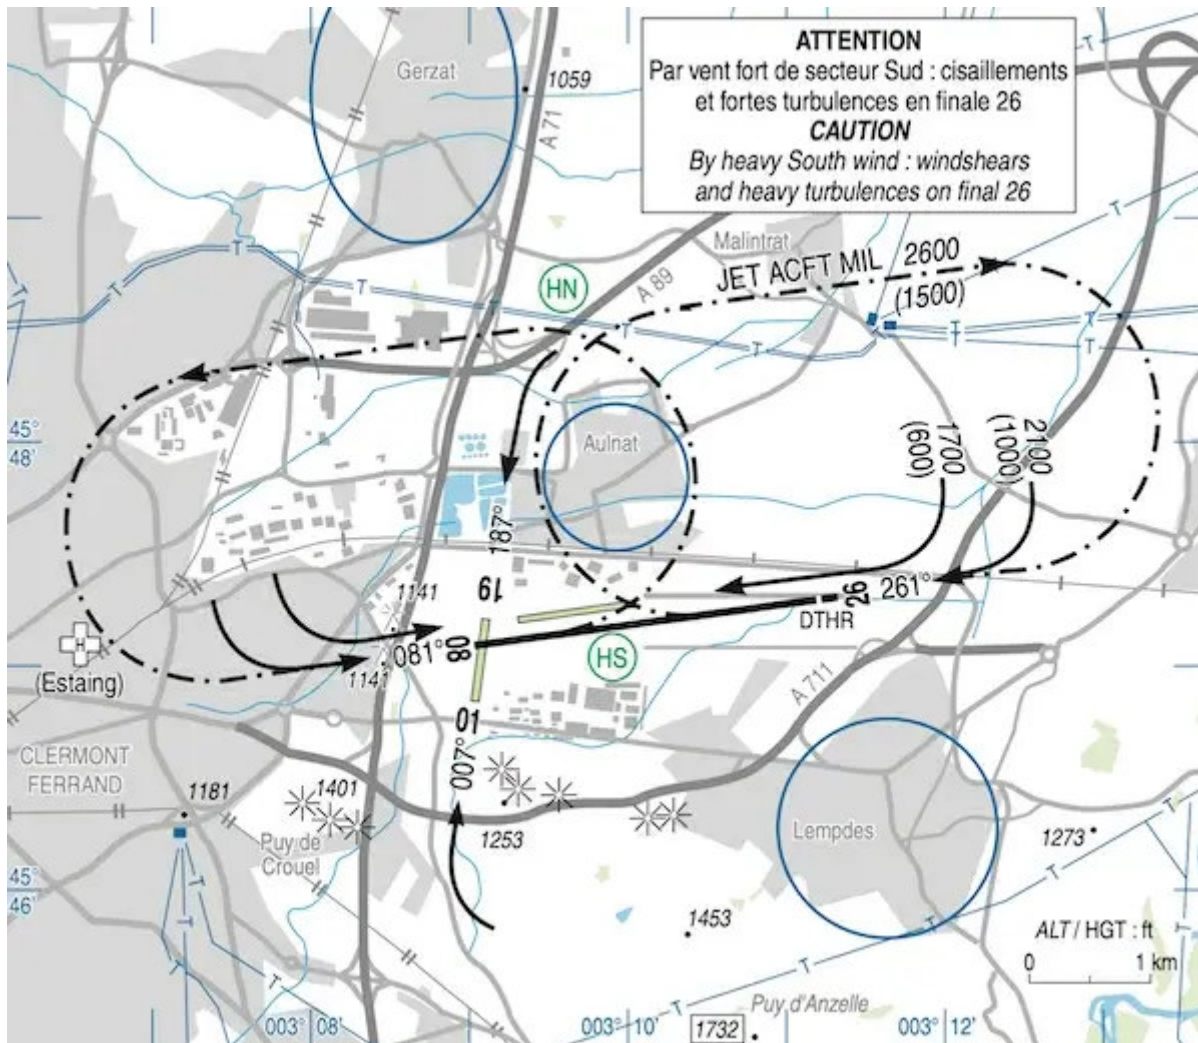 ATTENTION
Par vent fort de secteur Sud : cisaillements
et fortes turbulences en finale 26
CAUTION
By heavy South wind : windshears
and heavy turbulences on final 26
Gerzat
1059
A 71
T
T
Malintrat
JET ACFT MIL 2600
(1500)
HN
A 89
T
T
T
T
T
T
T
45°
48'
Aulnat
1700
(600)
2100
(1000)
187°
19
1141
081°
08
26
261°
DTHR
HS
1141
H
(Estaing)
A 711
10
01
007°
CLERMONT
FERRAND
1181
1401
Puy de
Crouel
1253
Lempdes
1273
45°
46'
1453
T
T
T
T
T
T
T
T
T
ALT / HGT : ft
0 1 km
Puy d'Anzelle
003° 08'
003° 10'
003° 12'
1732